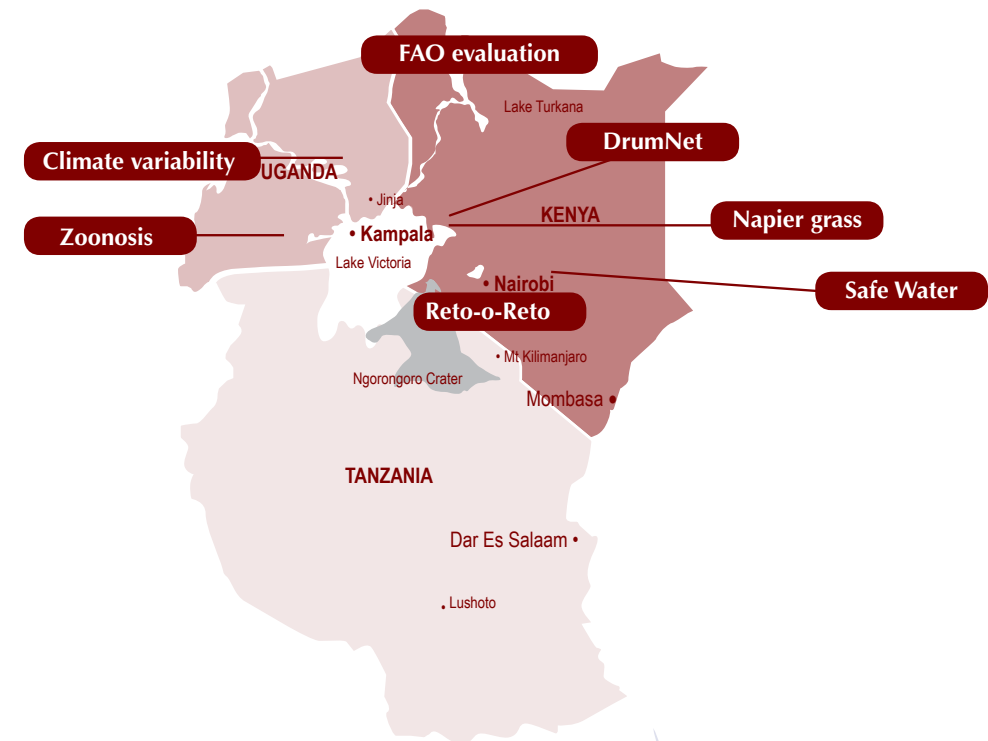 FAO evaluation
Lake Turkana
DrumNet
Climate variability
UGANDA
• Jinja
KENYA
Napier grass
Zoonosis
• Kampala
Lake Victoria
• Nairobi
Safe Water
Reto-o-Reto
• Mt Kilimanjaro
Ngorongoro Crater
Mombasa •
TANZANIA
Dar Es Salaam •
• Lushoto